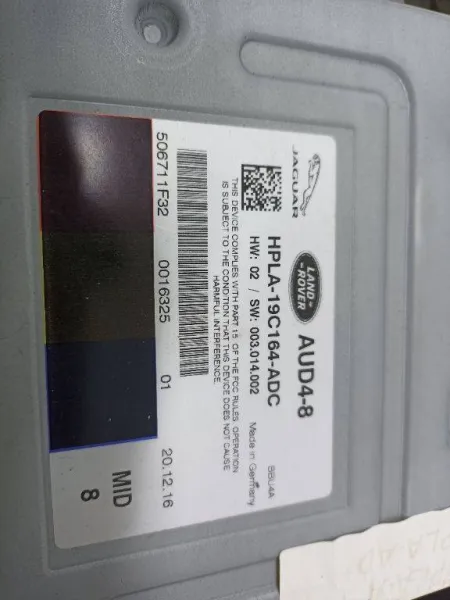 JAGUAR
LAND
ROVER
AUD4-8
HPLA-19C164-ADC
HW: 02 / SW: 003.014.002
BBU4A
Made in Germany
THIS DEVICE COMPLIES WITH PART 15 OF THE FCC RULES. OPERATION
IS SUBJECT TO THE CONDITION THAT THIS DEVICE DOES NOT CAUSE
HARMFUL INTERFERENCE.
506711F32 0016325 01 20.12.16
MID
8